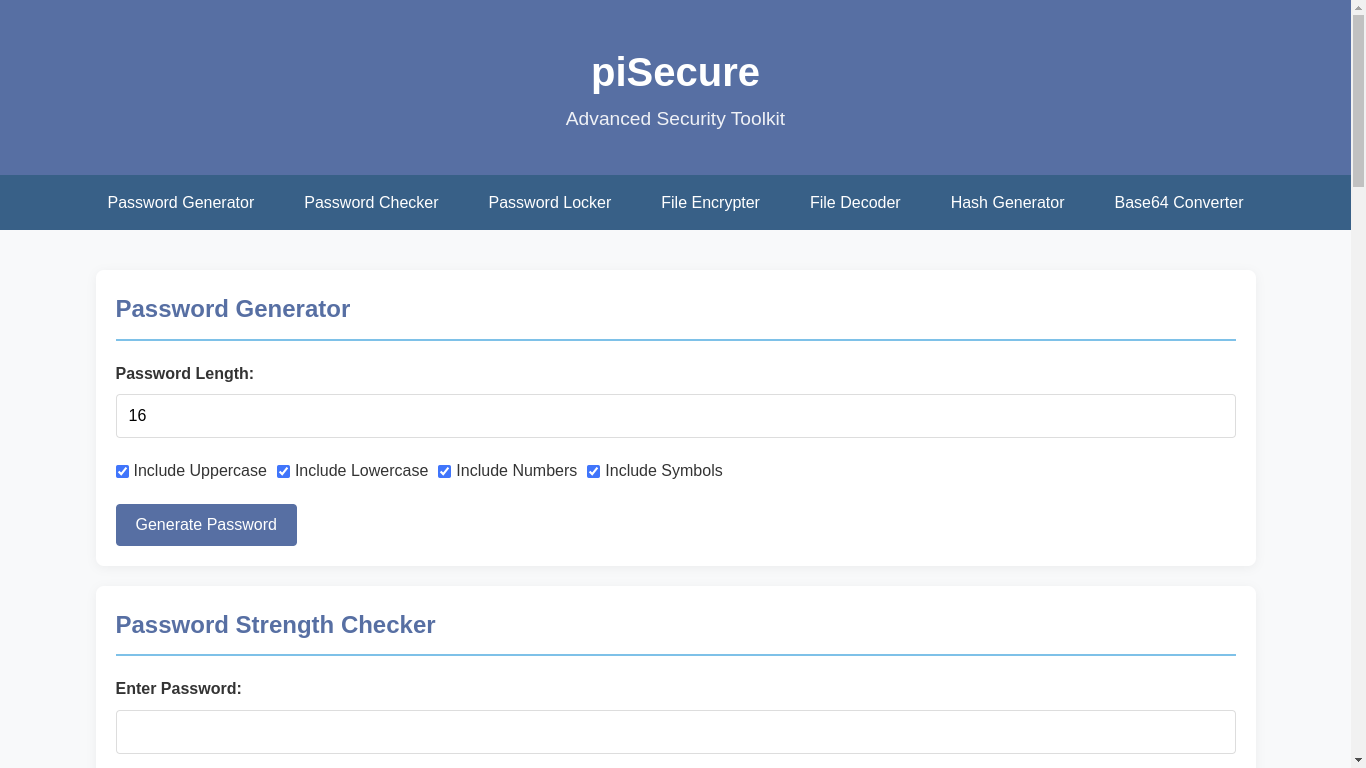 piSecure
Advanced Security Toolkit
Password Generator Password Checker Password Locker File Encrypter File Decoder Hash Generator Base64 Converter
Password Generator
Password Length:
16
Include Uppercase Include Lowercase Include Numbers Include Symbols
Generate Password
Password Strength Checker
Enter Password: